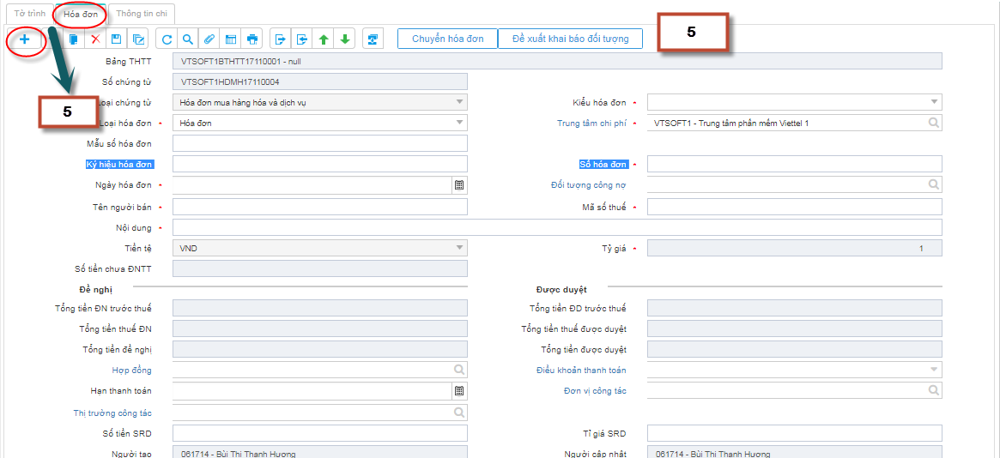 Tờ trình Hóa đơn Thông tin chi
Chuyển hóa đơn Đề xuất khai báo đối tượng 5
Bảng THTT VTSOFT1BTHTT17110001 - null
Số chứng từ VTSOFT1HDMH17110004
5
Loại chứng từ Hóa đơn mua hàng hóa và dịch vụ Kiểu hóa đơn *
Loại hóa đơn * Hóa đơn Trung tâm chi phí * VTSOFT1 - Trung tâm phần mềm Viettel 1
Mẫu số hóa đơn
Ký hiệu hóa đơn Số hóa đơn *
Ngày hóa đơn * Đối tượng công nợ
Tên người bán * Mã số thuế *
Nội dung *
Tiền tệ VND Tỷ giá * 1
Số tiền chưa ĐNTT
Đề nghị Được duyệt
Tổng tiền ĐN trước thuế Tổng tiền ĐD trước thuế
Tổng tiền thuế ĐN Tổng tiền thuế được duyệt
Tổng tiền đề nghị Tổng tiền được duyệt
Hợp đồng Điều khoản thanh toán
Hạn thanh toán Đơn vị công tác
Thị trường công tác
Số tiền SRD Tỉ giá SRD
Người tạo 061714 - Bùi Thị Thanh Hương Người cập nhật 061714 - Bùi Thị Thanh Hương